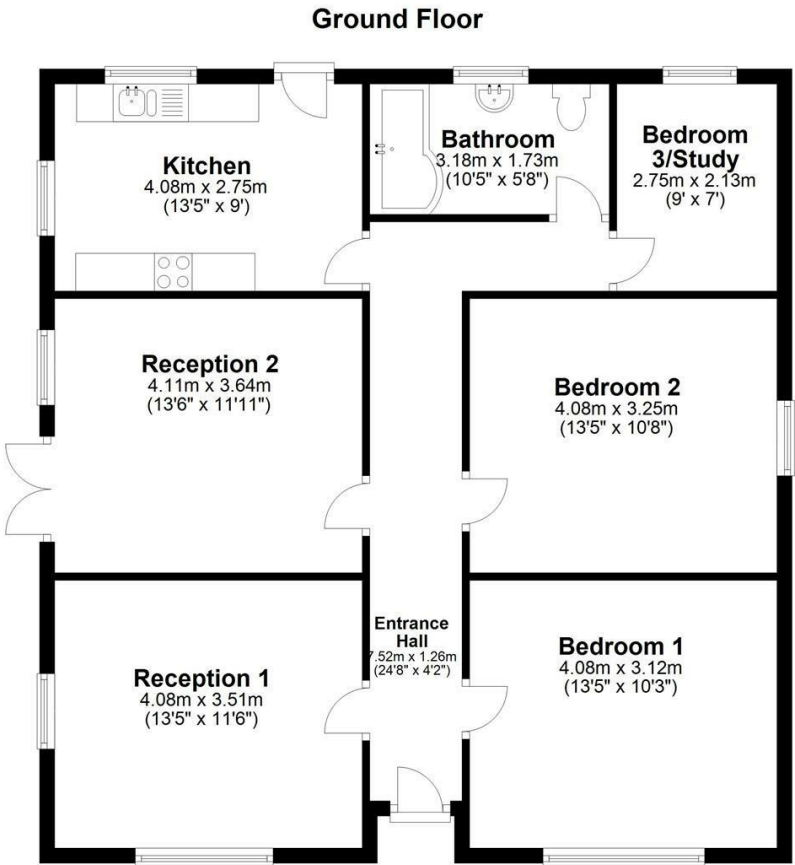 Ground Floor
Kitchen
4.08m x 2.75m
(13'5" x 9')
Bathroom
3.18m x 1.73m
(10'5" x 5'8")
Bedroom
3/Study
2.75m x 2.13m
(9' x 7')
Reception 2
4.11m x 3.64m
(13'6" x 11'11")
Bedroom 2
4.08m x 3.25m
(13'5" x 10'8")
Entrance
Hall
7.52m x 1.26m
(24'8" x 4'2")
Reception 1
4.08m x 3.51m
(13'5" x 11'6")
Bedroom 1
4.08m x 3.12m
(13'5" x 10'3")